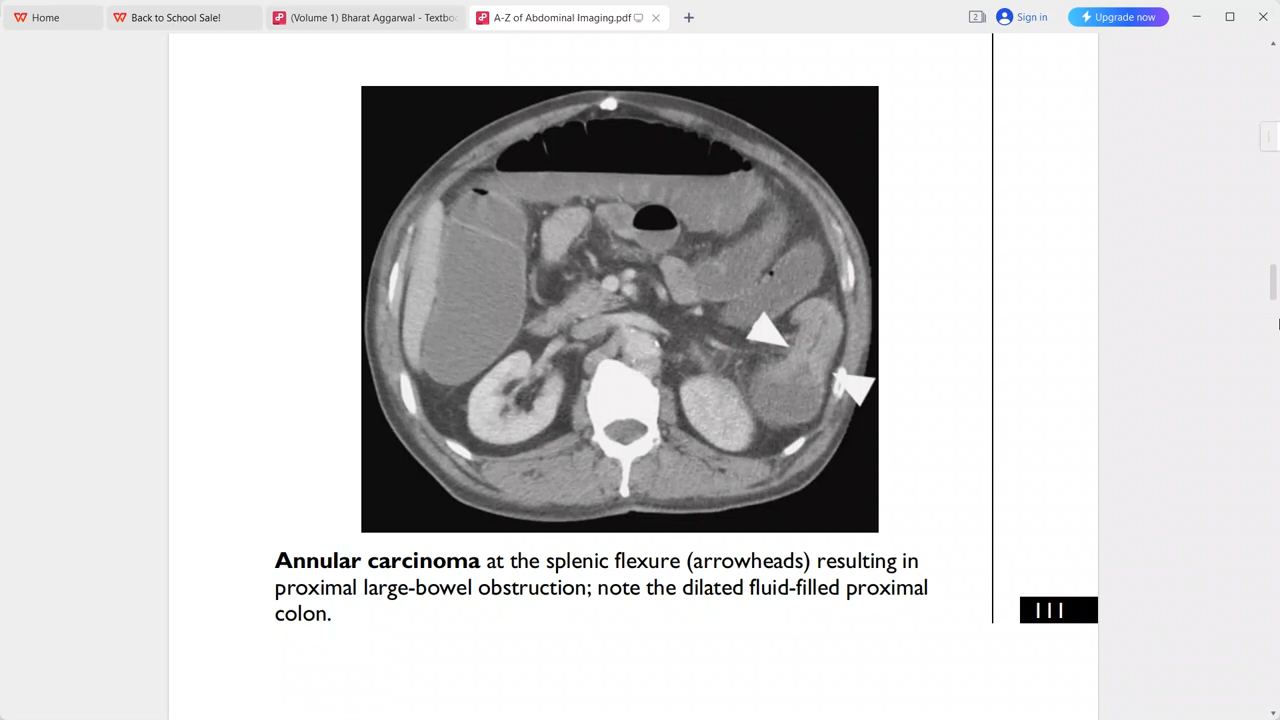 Home
Back to School Sale!
(Volume 1) Bharat Aggarwal - Textbo
A-Z of Abdominal Imaging.pdf
2
Sign in
Upgrade now
Annular carcinoma at the splenic flexure (arrowheads) resulting in
proximal large-bowel obstruction; note the dilated fluid-filled proximal
colon.
111